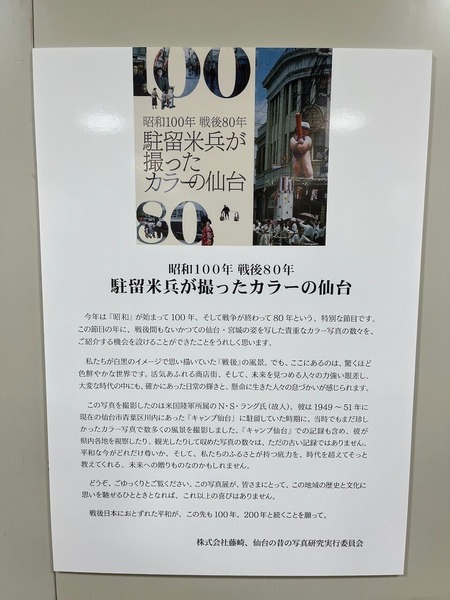 100
昭和100年 戦後80年
駐留米兵が
撮った
カラーの仙台
80
昭和100年 戦後80年
駐留米兵が撮ったカラーの仙台
今年は『昭和』が始まって100年、そして戦争が終わって80年という、特別な節目です。
この節目の年に、戦後間もないかつての仙台・宮城の姿を写した貴重なカラー写真の数々を、
ご紹介する機会を設けることができたことをうれしく思います。
私たちが白黒のイメージで思い描いていた『戦後』の風景。でも、ここにあるのは、驚くほど
色鮮やかな世界です。活気あふれる商店街、そして、未来を見つめる人々の力強い眼差し。
大変な時代の中にも、確かにあった日常の輝きと、懸命に生きた人々の息づかいが感じられます。
この写真を撮影したのは米国陸軍所属のN・S・ラング氏（故人）。彼は1949～51年に
現在の仙台市青葉区川内にあった『キャンプ仙台』に駐留していた時期に、当時でもまだ珍し
かったカラー写真で数多くの風景を撮影しました。『キャンプ仙台』での記録も含め、彼が
県内各地を視察したり、観光したりして収めた写真の数々は、ただの古い記録ではありません。
平和な今がどれだけ尊いか、そして、私たちのふるさとが持つ底力を、時代を超えてそっと
教えてくれる、未来への贈りものなのかもしれません。
どうぞ、ごゆっくりとご覧ください。この写真展が、皆さまにとって、この地域の歴史と文化に
思いを馳せるひとときとなれば、これ以上の喜びはありません。
戦後日本におとずれた平和が、この先も100年、200年と続くことを願って。
株式会社藤崎、仙台の昔の写真研究実行委員会